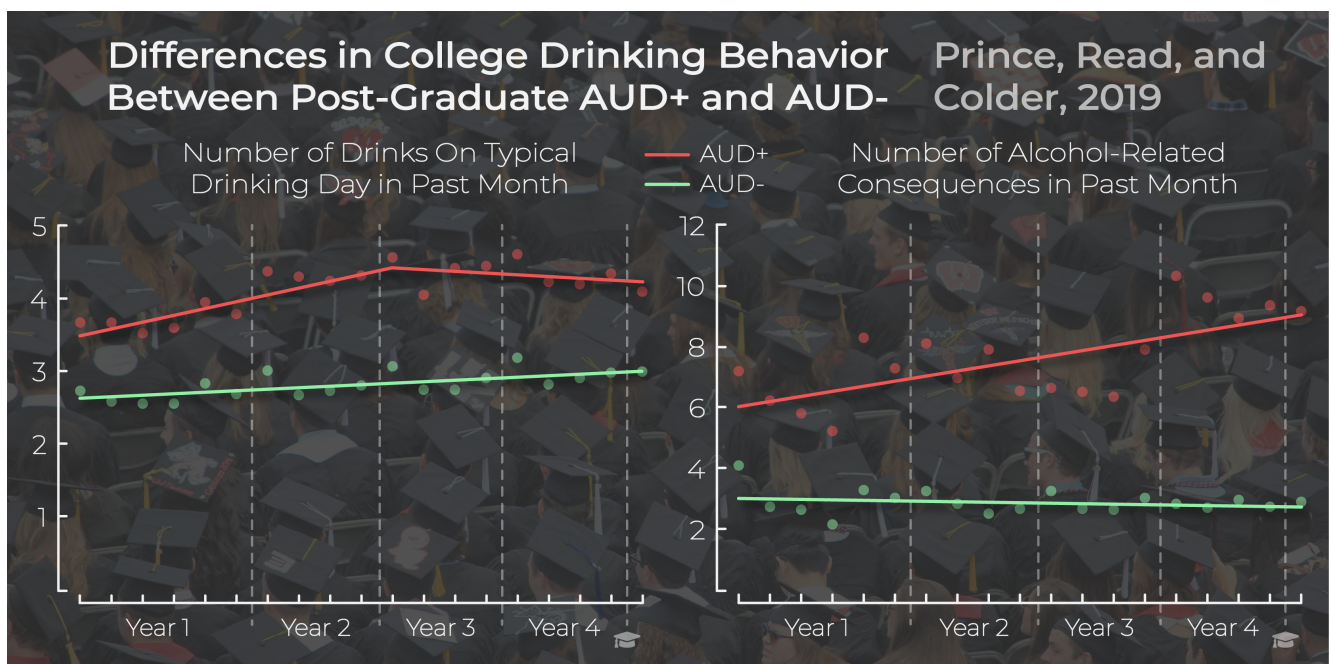 Differences in College Drinking Behavior
Between Post-Graduate AUD+ and AUD-
Prince, Read, and
Colder, 2019
Number of Drinks On Typical
Drinking Day in Past Month
AUD+
AUD-
Number of Alcohol-Related
Consequences in Past Month
5
4
3
2
1
Year 1
Year 2
Year 3
Year 4
12
10
8
6
4
2
Year 1
Year 2
Year 3
Year 4